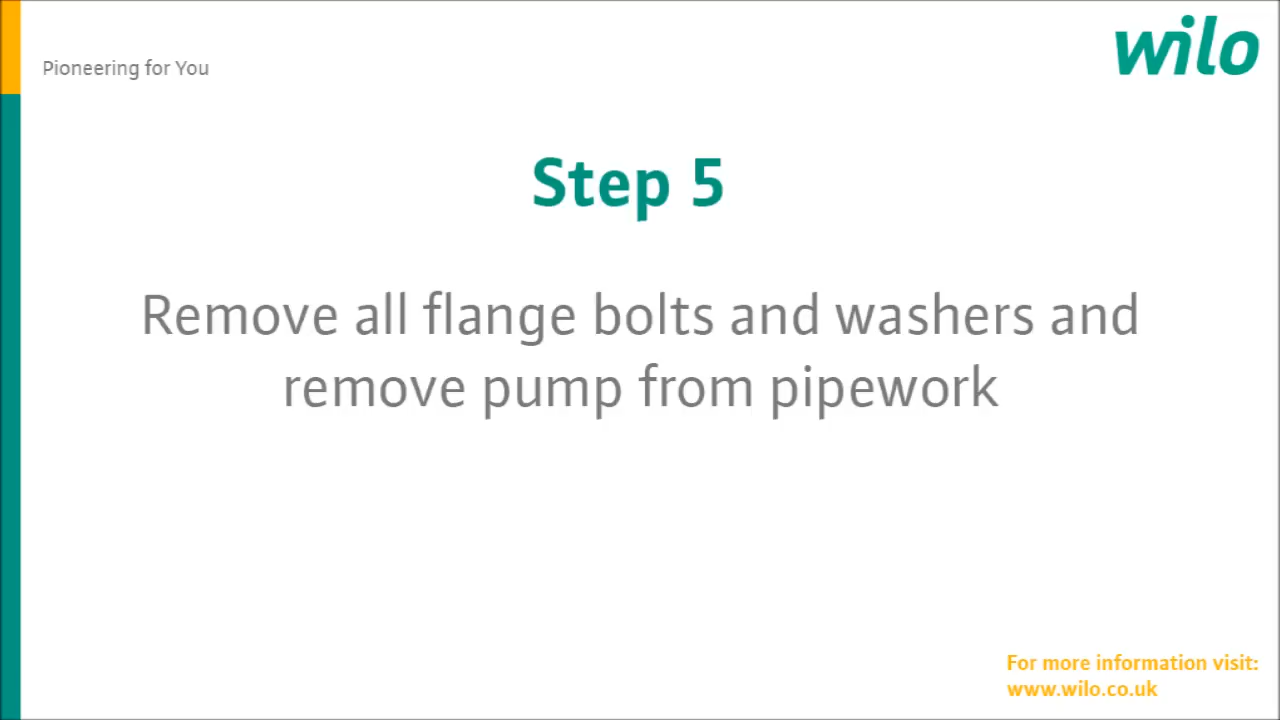 Pioneering for You
wilo
Step 5
Remove all flange bolts and washers and
remove pump from pipework
For more information visit:
www.wilo.co.uk